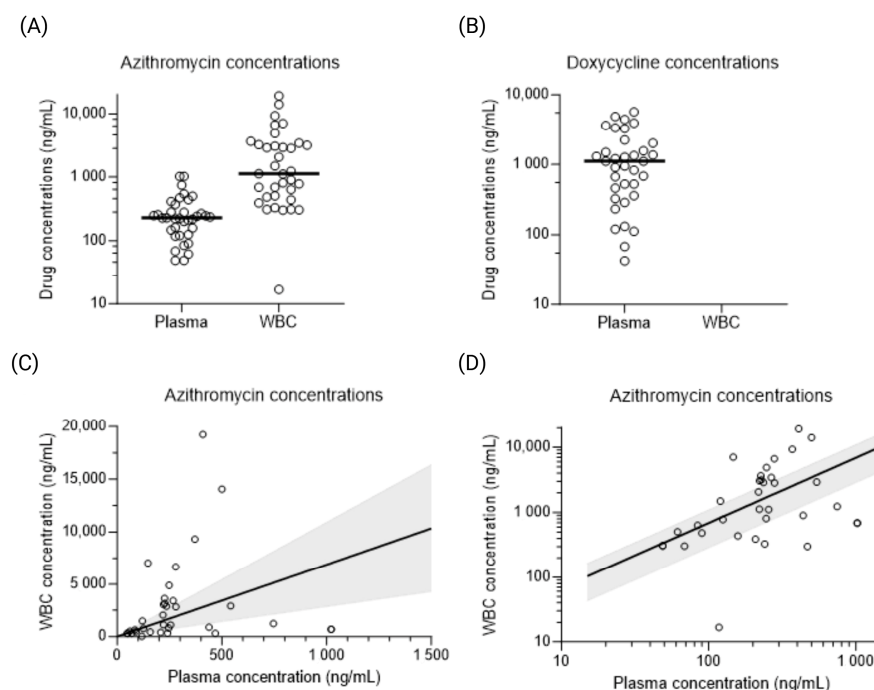 (A)
Azithromycin concentrations
Drug concentrations (ng/mL)
10,000
1 000
100
10
Plasma WBC
(B)
Doxycycline concentrations
Drug concentrations (ng/mL)
10,000
1 000
100
10
Plasma WBC
(C)
Azithromycin concentrations
WBC concentration (ng/mL)
20,000
15,000
10,000
5 000
0
0 500 1 000 1 500
Plasma concentration (ng/mL)
(D)
Azithromycin concentrations
WBC concentration (ng/mL)
10,000
1 000
100
10
10 100 1 000
Plasma concentration (ng/mL)